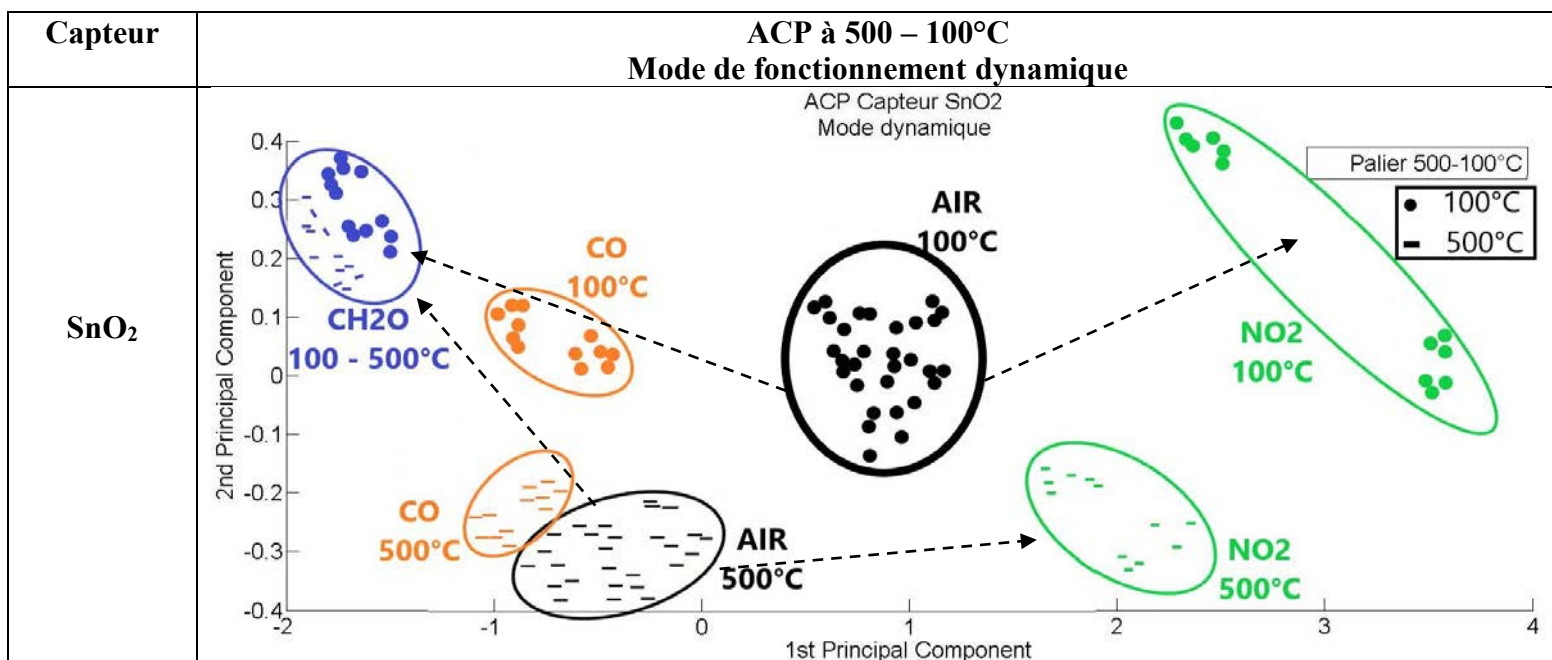 Capteur
ACP à 500 – 100°C
Mode de fonctionnement dynamique
SnO2
ACP Capteur SnO2
Mode dynamique
Palier 500-100°C
100°C
500°C
AIR
100°C
CO
100°C
CH2O
100 - 500°C
NO2
100°C
CO
500°C
AIR
500°C
NO2
500°C
2nd Principal Component
0.4
0.3
0.2
0.1
0
-0.1
-0.2
-0.3
-0.4
-2
-1
0
1
2
3
4
1st Principal Component